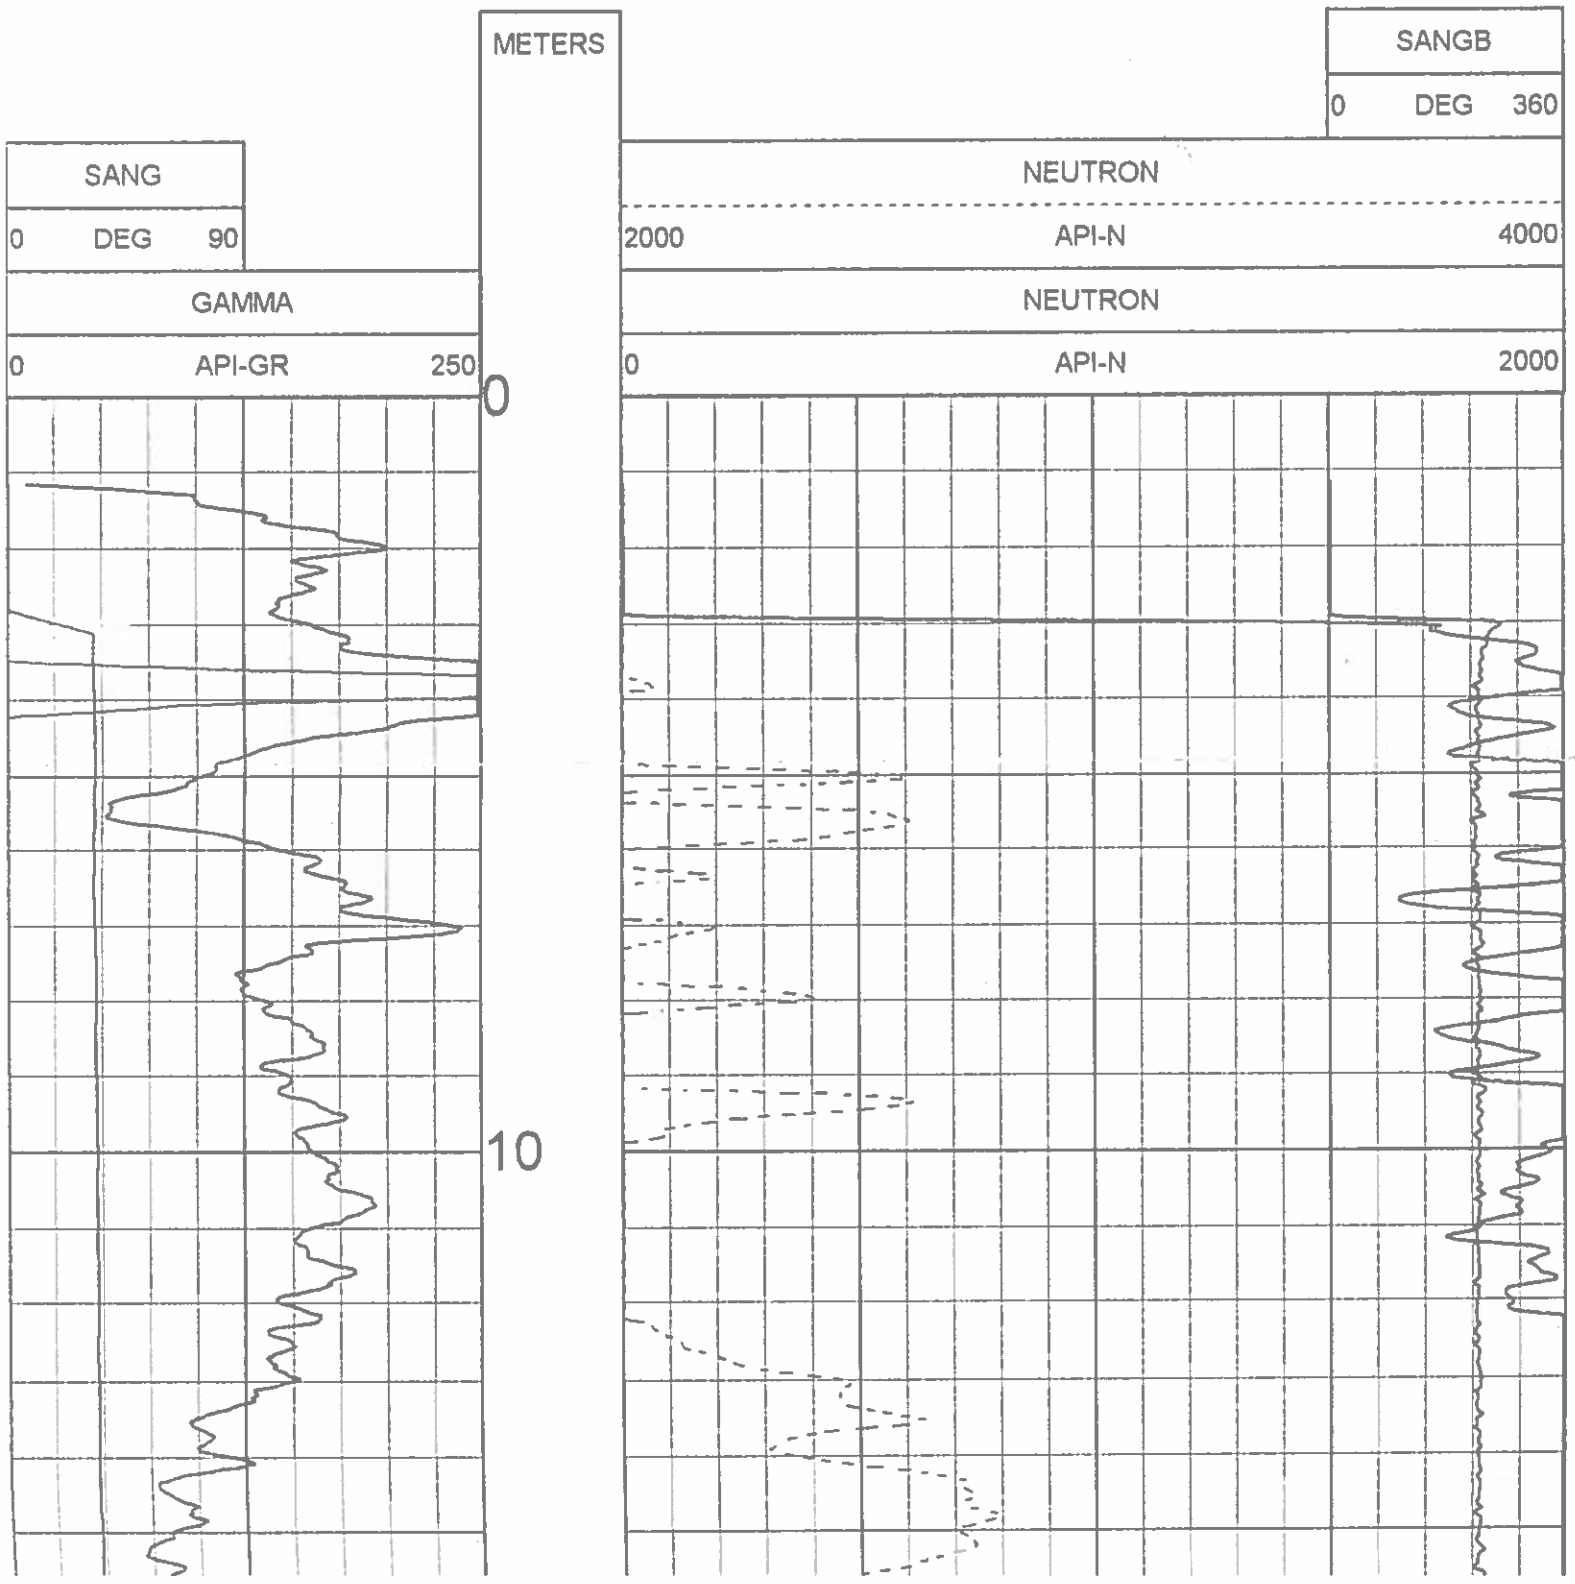 METERS
SANGB
0 DEG 360
SANG
0 DEG 90
NEUTRON
2000 API-N 4000
GAMMA
NEUTRON
0 API-GR 250
0 API-N 2000
0
10